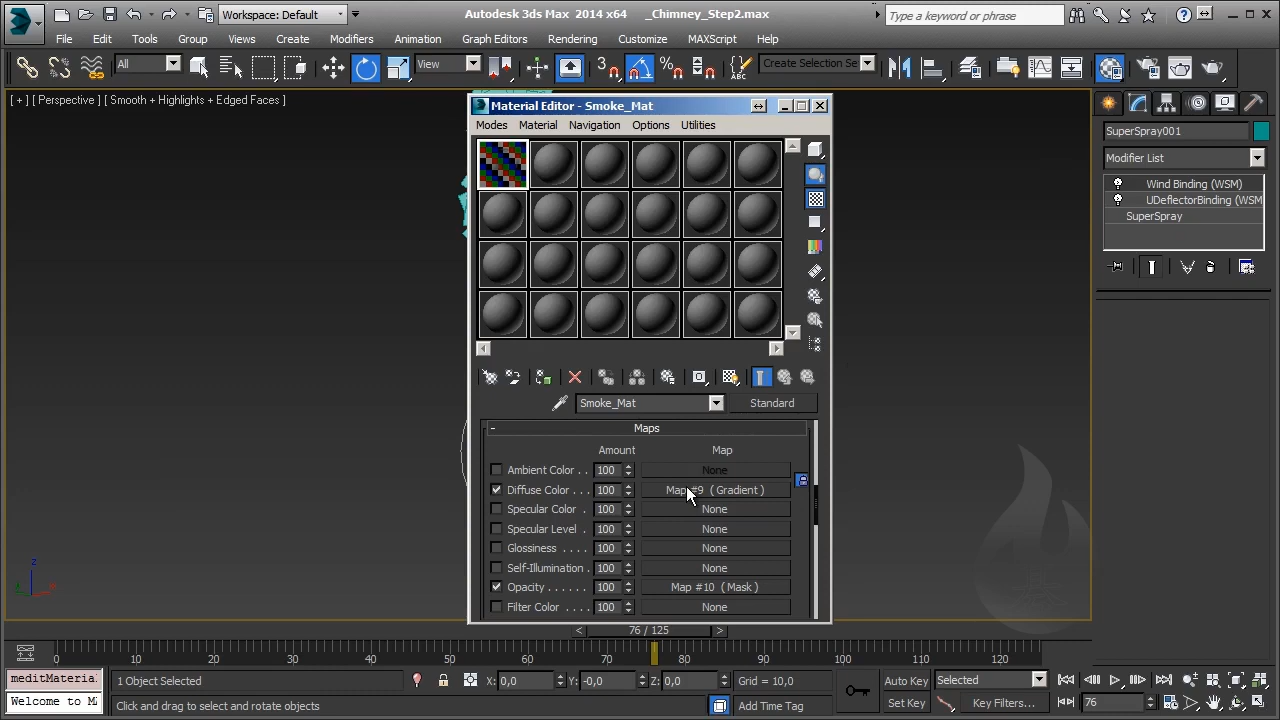 Workspace: Default
Autodesk 3ds Max 2014 x64 _Chimney_Step2.max
Type a keyword or phrase
File Edit Tools Group Views Create Modifiers Animation Graph Editors Rendering Customize MAXScript Help
All
View
Create Selection Se
[ + ] [ Perspective ] [ Smooth + Highlights + Edged Faces ]
Material Editor - Smoke_Mat
Modes Material Navigation Options Utilities
Smoke_Mat
Standard
- Maps
Amount Map
Ambient Color . . 100 None
Diffuse Color . . . 100 Map #9 ( Gradient )
Specular Color . 100 None
Specular Level . 100 None
Glossiness . . . . 100 None
Self-Illumination . 100 None
Opacity . . . . . . 100 Map #10 ( Mask )
Filter Color . . . . 100 None
SuperSpray001
Modifier List
Wind Binding (WSM)
UDeflectorBinding (WSM
SuperSpray
z
< 76 / 125 >
0 10 20 30 40 50 60 70 80 90 100 110 120
meditMaterial
1 Object Selected
X: 0,0 Y: -0,0 Z: 0,0
Grid = 10,0
Auto Key
Selected
Welcome to M
Click and drag to select and rotate objects
Add Time Tag
Set Key
Key Filters...
76